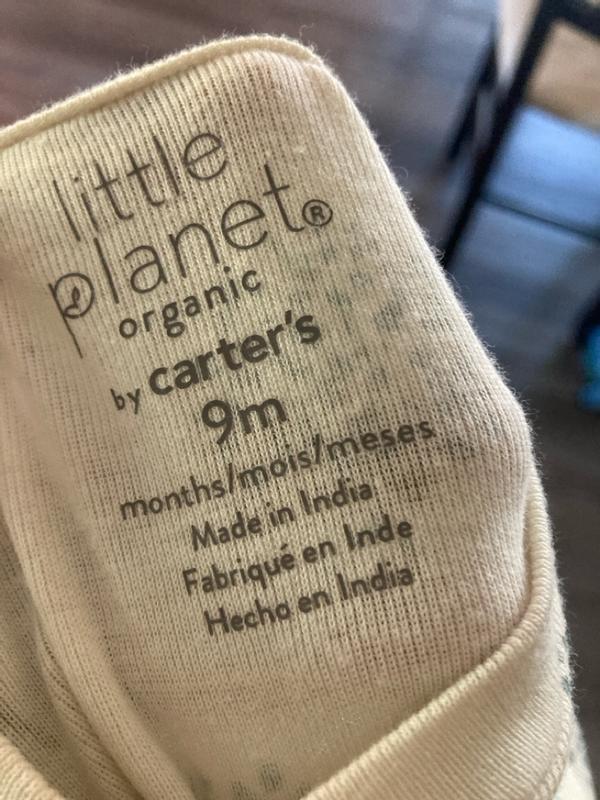 little
planet®
organic
by carter's
9m
months/mois/meses
Made in India
Fabriqué en Inde
Hecho en India